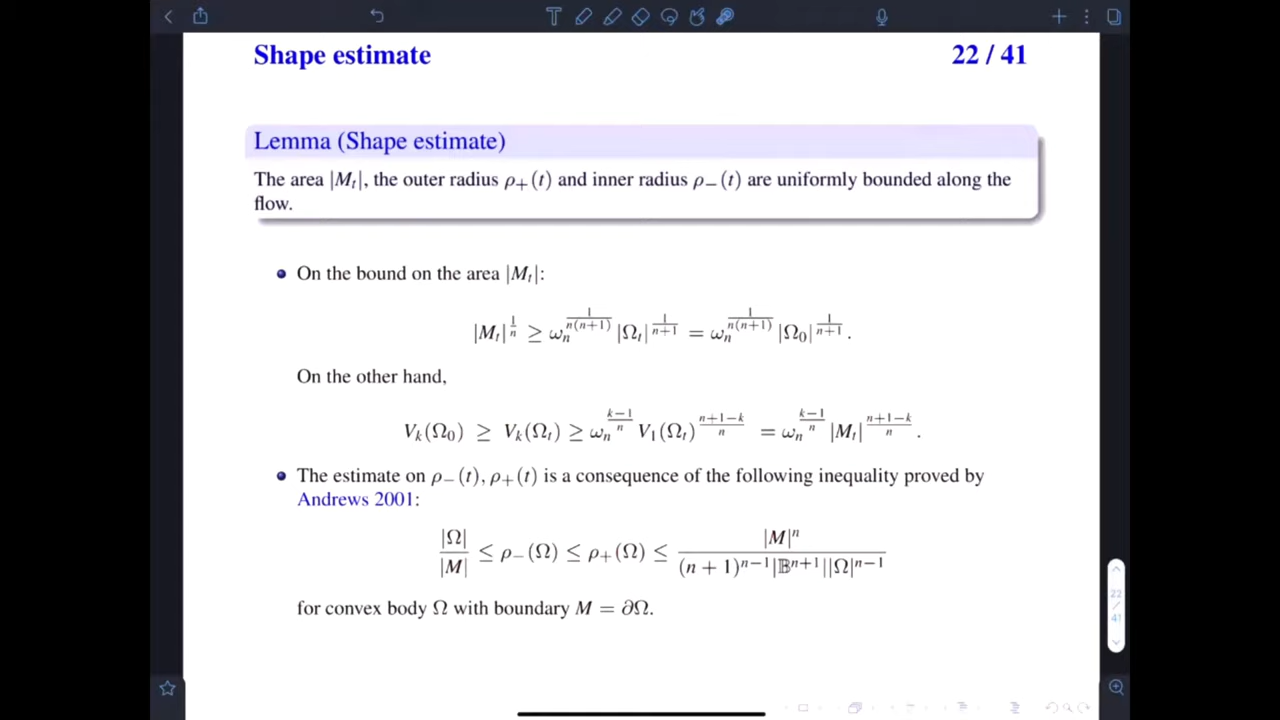 Shape estimate 22 / 41
Lemma (Shape estimate)
The area |M_t|, the outer radius ρ_+(t) and inner radius ρ_−(t) are uniformly bounded along the
flow.
On the bound on the area |M_t|:
|M_t|^{1/n} ≥ ω_n^{1/(n(n+1))} |Ω_t|^{1/(n+1)} = ω_n^{1/(n(n+1))} |Ω_0|^{1/(n+1)}.
On the other hand,
V_k(Ω_0) ≥ V_k(Ω_t) ≥ ω_n^{(k−1)/n} V_1(Ω_t)^{(n+1−k)/n} = ω_n^{(k−1)/n} |M_t|^{(n+1−k)/n}.
The estimate on ρ_−(t), ρ_+(t) is a consequence of the following inequality proved by
Andrews 2001:
|Ω|/|M| ≤ ρ_−(Ω) ≤ ρ_+(Ω) ≤ |M|^n/((n + 1)^{n−1}|𝔹^{n+1}||Ω|^{n−1})
for convex body Ω with boundary M = ∂Ω.
22
/
41